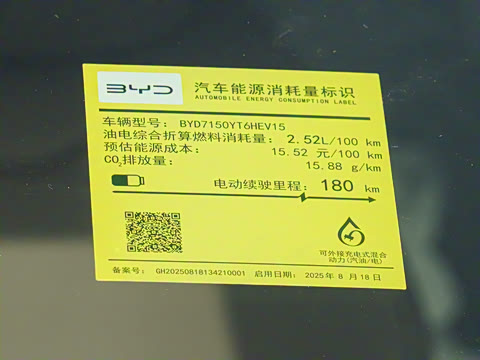 BYD 汽车能源消耗量标识
AUTOMOBILE ENERGY CONSUMPTION LABEL
车辆型号: BYD7150YT6HEV15
油电综合折算燃料消耗量: 2.52L/100 km
预估能源成本: 15.52 元/100 km
CO₂排放量: 15.88 g/km
电动续驶里程: 180 km
可外接充电式混合
动力(汽油/电)
备案号: GH20250818134210001 启用日期: 2025年 8 月 18 日